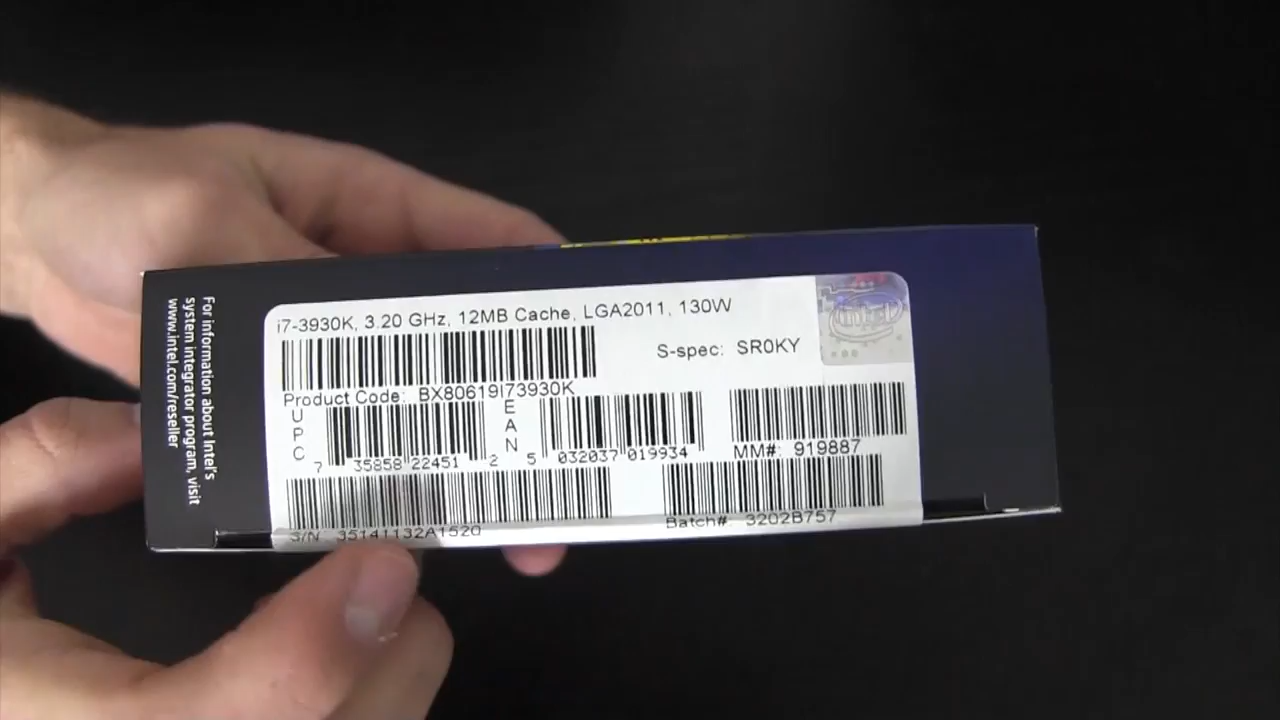 For information about Intel's
system integrator program, visit
www.intel.com/reseller
i7-3930K, 3.20 GHz, 12MB Cache, LGA2011, 130W
S-spec: SR0KY
intel
Product Code: BX80619I73930K
UPC
7 35858 22451 2
EAN
5 032037 019934
MM#: 919887
S/N 35141132A1520
Batch#: 3202B757